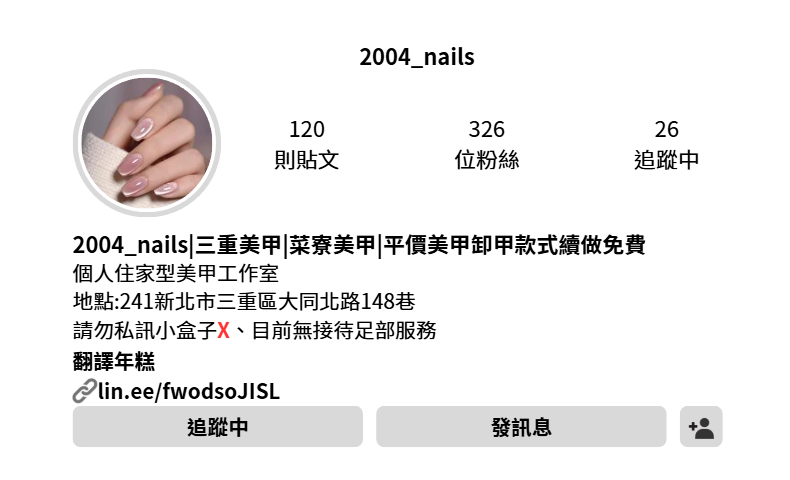 2004_nails
120
326
26
則貼文
位粉絲
追蹤中
2004_nails|三重美甲|菜寮美甲|平價美甲卸甲款式續做免費
個人住家型美甲工作室
地點:241新北市三重區大同北路148巷
請勿私訊小盒子X、目前無接待足部服務
翻譯年糕
lin.ee/fwodsoJISL
追蹤中
發訊息